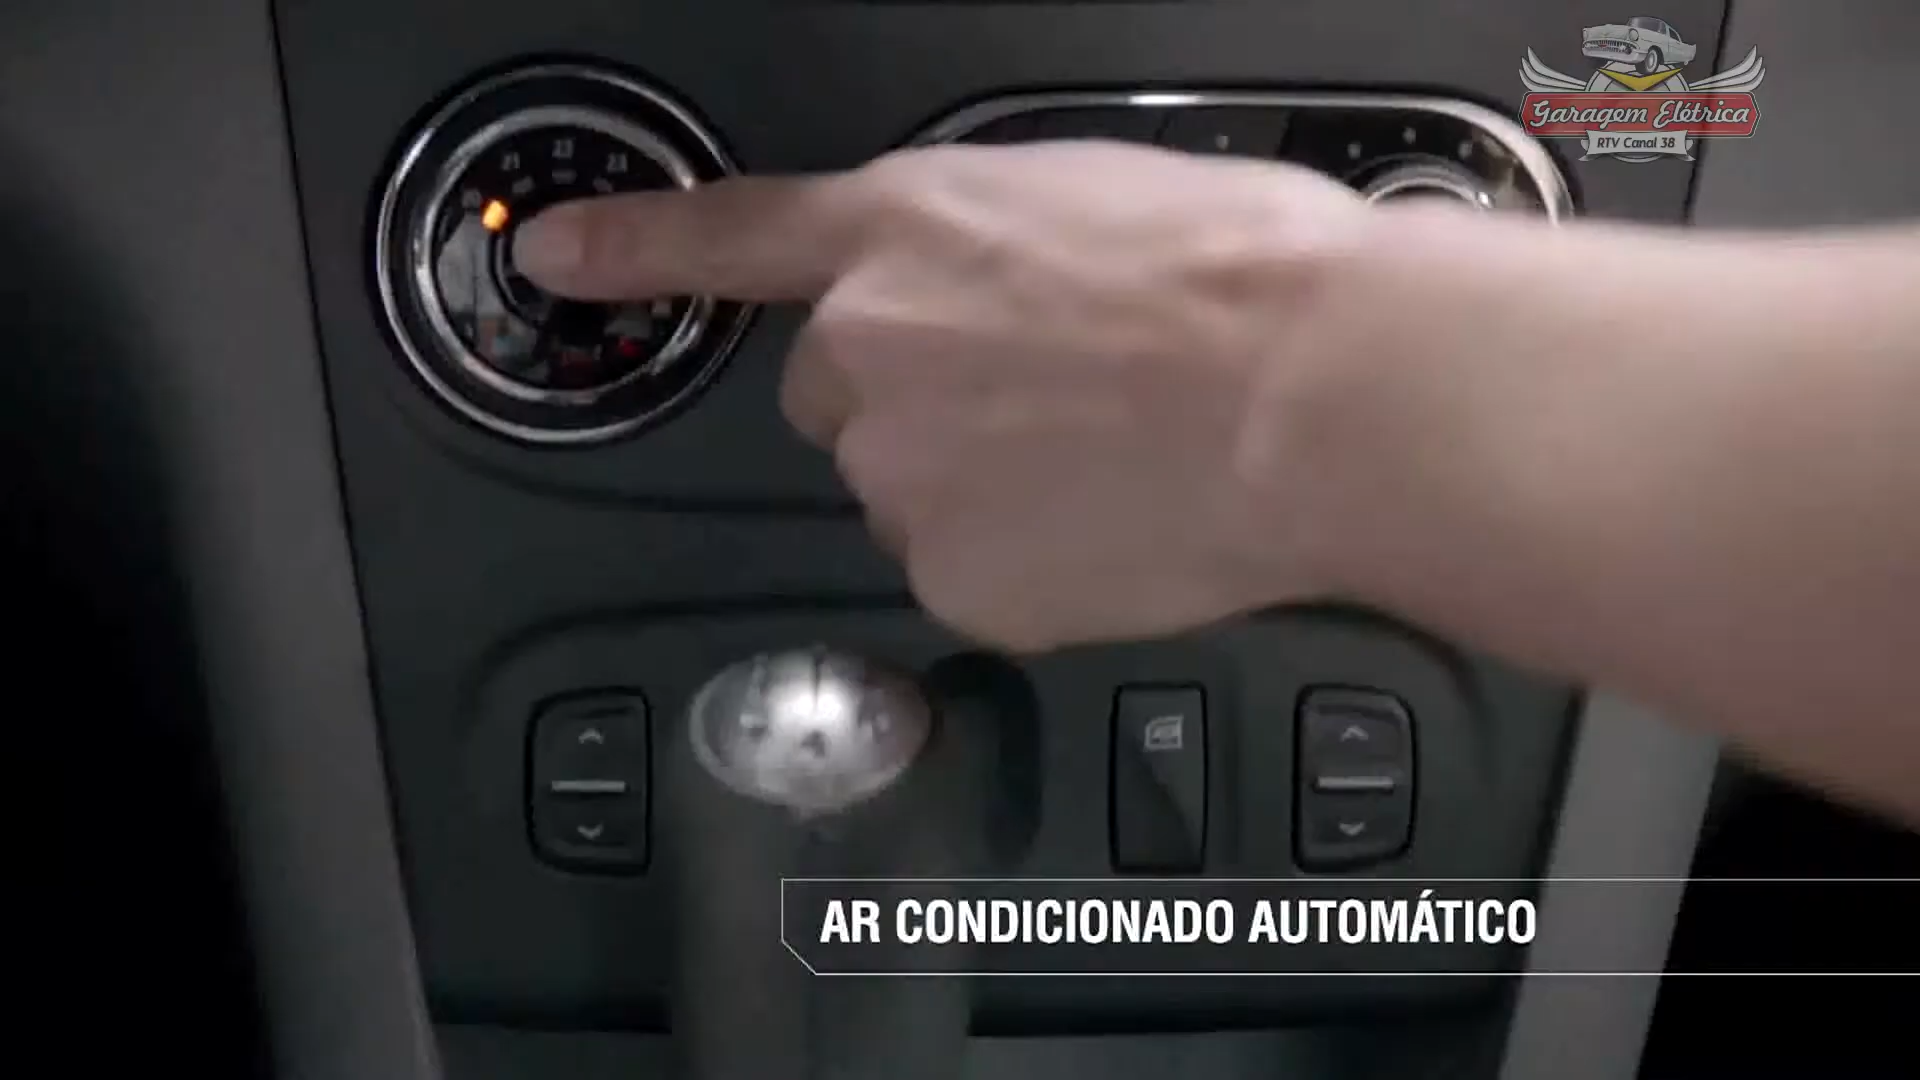 Garagem Elétrica
RTV Canal 38
21 22 23
AR CONDICIONADO AUTOMÁTICO